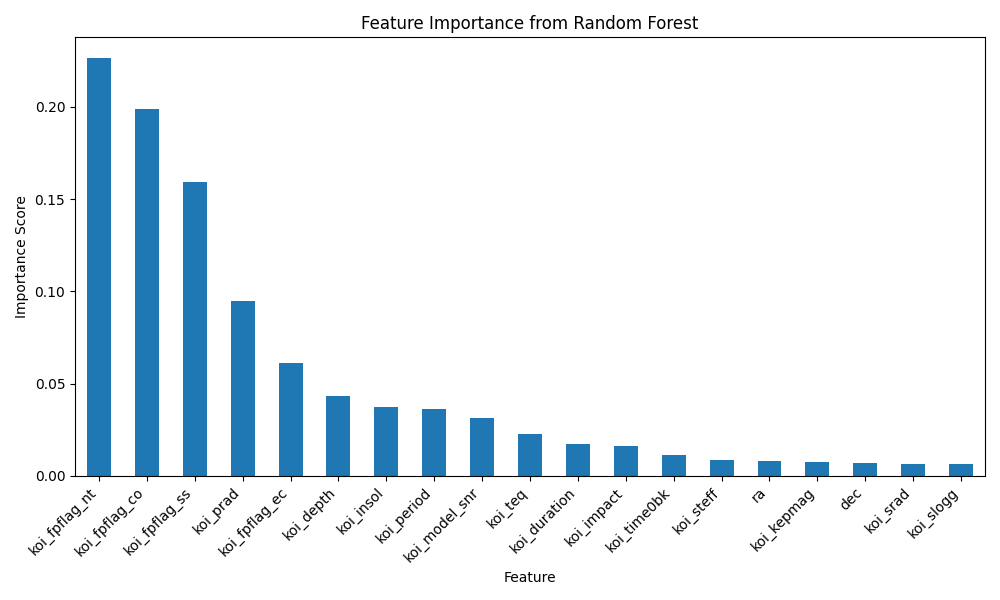 Feature Importance from Random Forest
Importance Score
0.20
0.15
0.10
0.05
0.00
koi_fpflag_nt
koi_fpflag_co
koi_fpflag_ss
koi_prad
koi_fpflag_ec
koi_depth
koi_insol
koi_period
koi_model_snr
koi_teq
koi_duration
koi_impact
koi_time0bk
koi_steff
ra
koi_kepmag
dec
koi_srad
koi_slogg
Feature